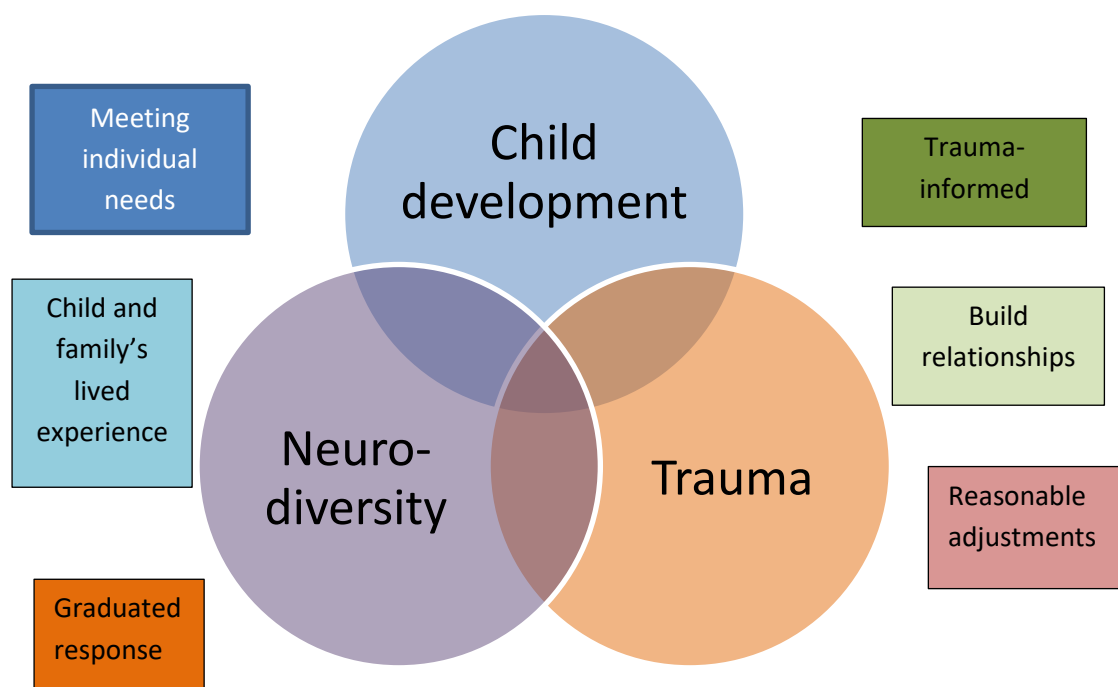 Meeting
individual
needs
Child and
family’s
lived
experience
Graduated
response
Child
development
Neuro-
diversity
Trauma
Trauma-
informed
Build
relationships
Reasonable
adjustments